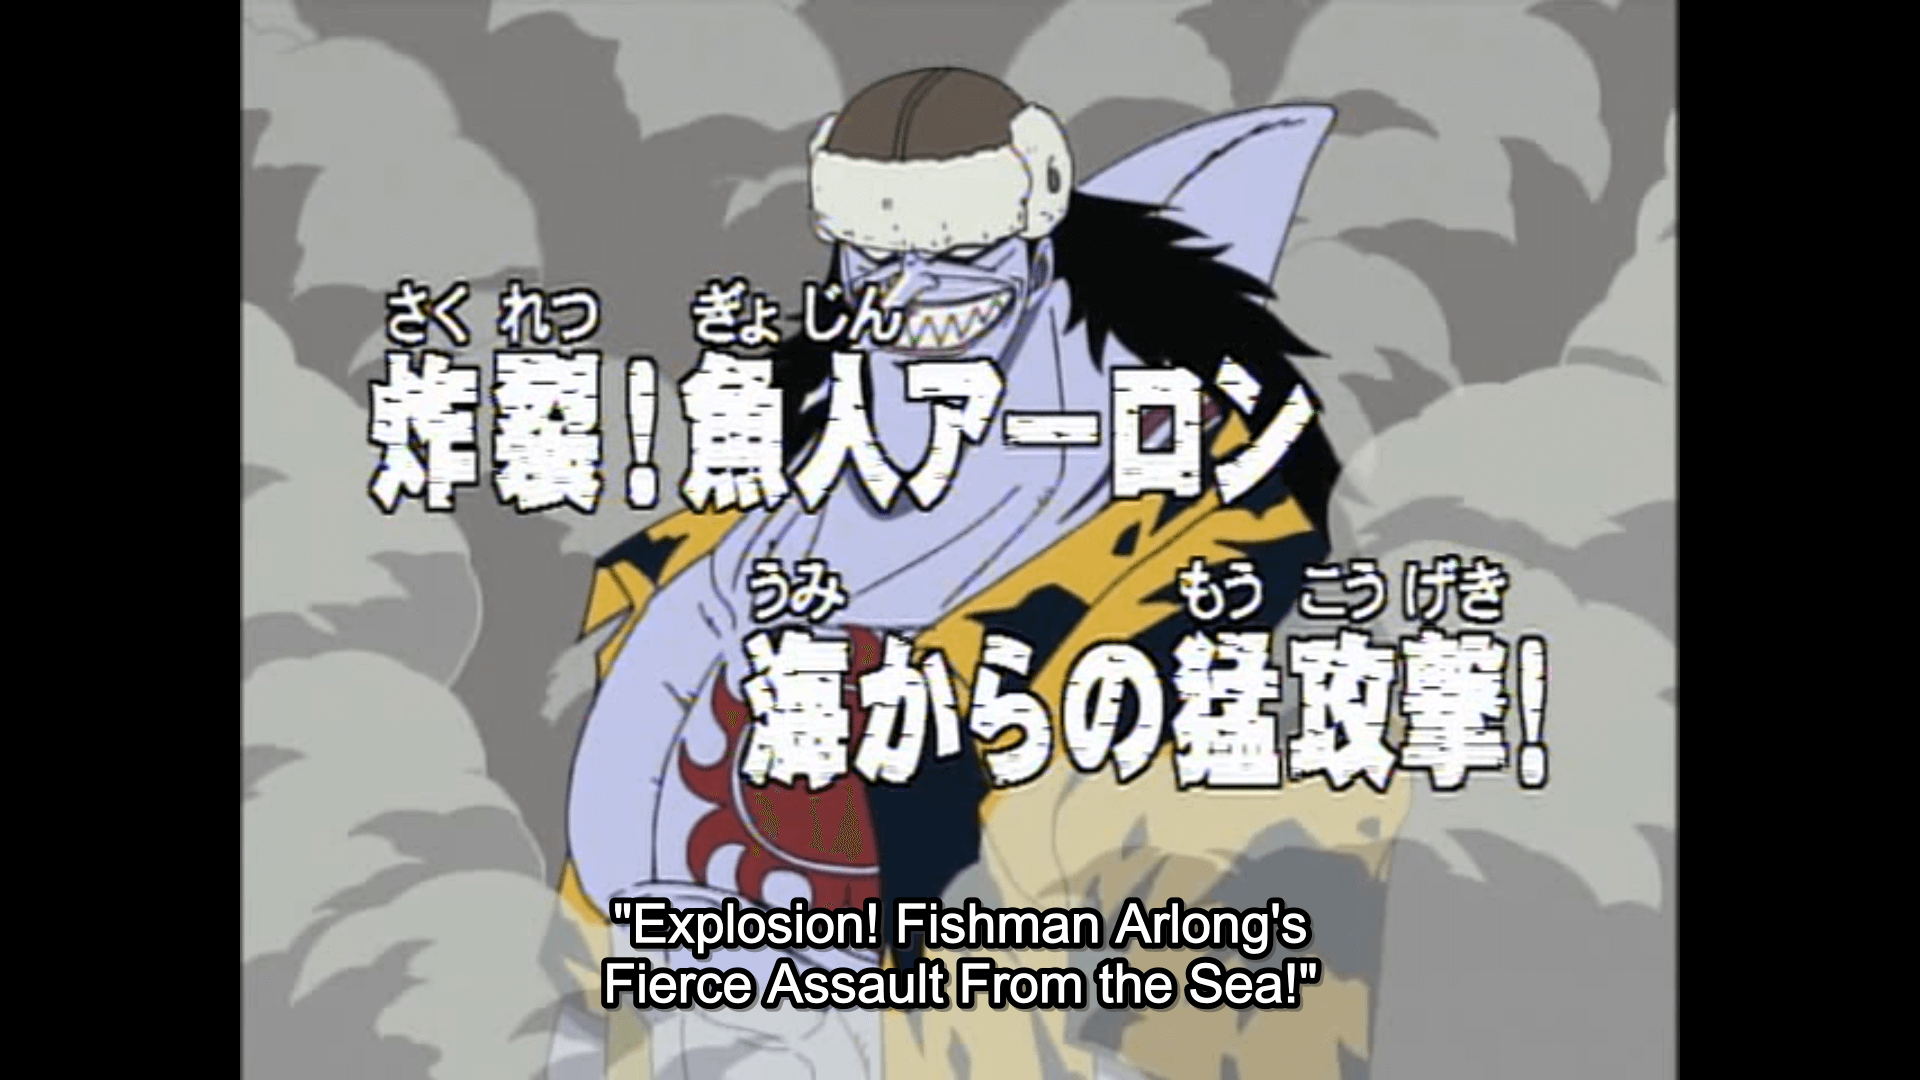 さくれつ ぎょじん
炸裂!魚人アーロン
うみ もうこうげき
海からの猛攻撃!
"Explosion! Fishman Arlong's
Fierce Assault From the Sea!"